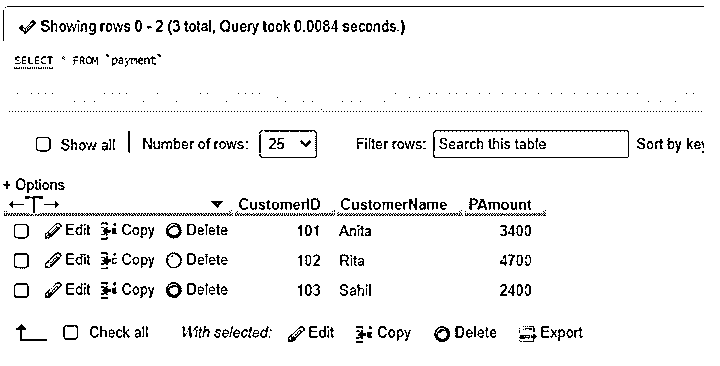 Showing rows 0 - 2 (3 total, Query took 0.0084 seconds.)
SELECT * FROM `payment`
Show all | Number of rows: 25 Filter rows: Search this table Sort by key
+ Options
←T→ CustomerID CustomerName PAmount
Edit Copy Delete 101 Anita 3400
Edit Copy Delete 102 Rita 4700
Edit Copy Delete 103 Sahil 2400
Check all With selected: Edit Copy Delete Export